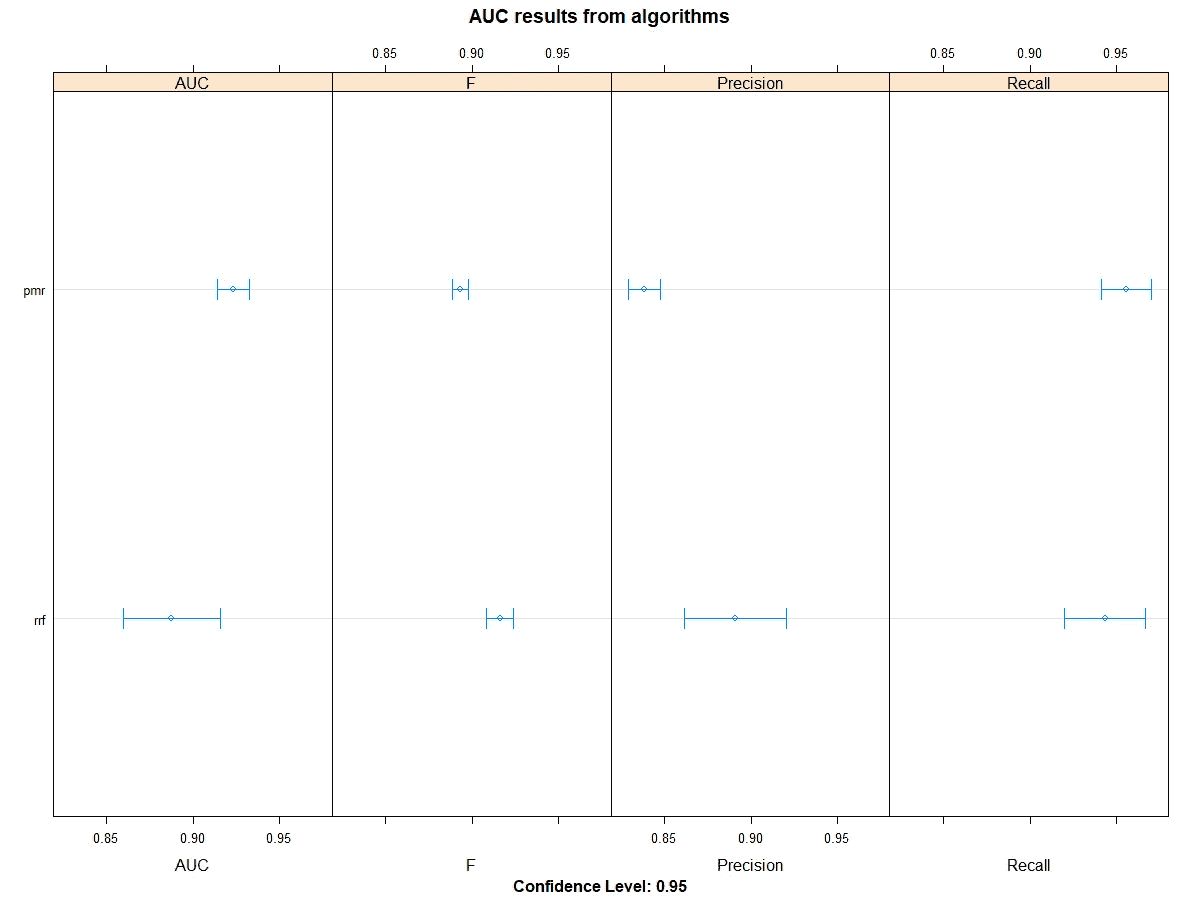 AUC results from algorithms
0.85 0.90 0.95 0.85 0.90 0.95
AUC F Precision Recall
pmr
rrf
0.85 0.90 0.95 0.85 0.90 0.95
AUC F Precision Recall
Confidence Level: 0.95